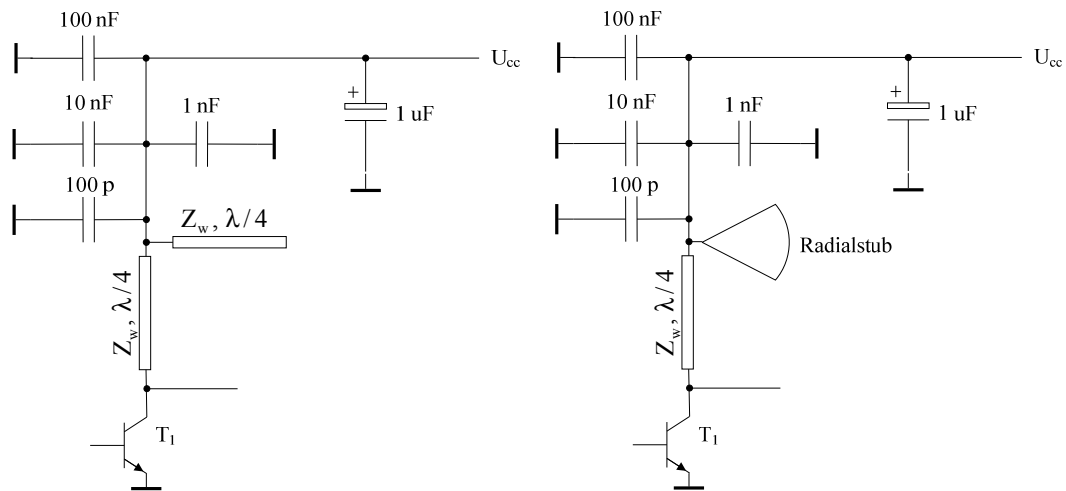 100 nF
U_cc
10 nF
1 nF
+
1 uF
100 p
Z_w, λ/4
Z_w, λ/4
T_1
100 nF
U_cc
10 nF
1 nF
+
1 uF
100 p
Radialstub
Z_w, λ/4
T_1